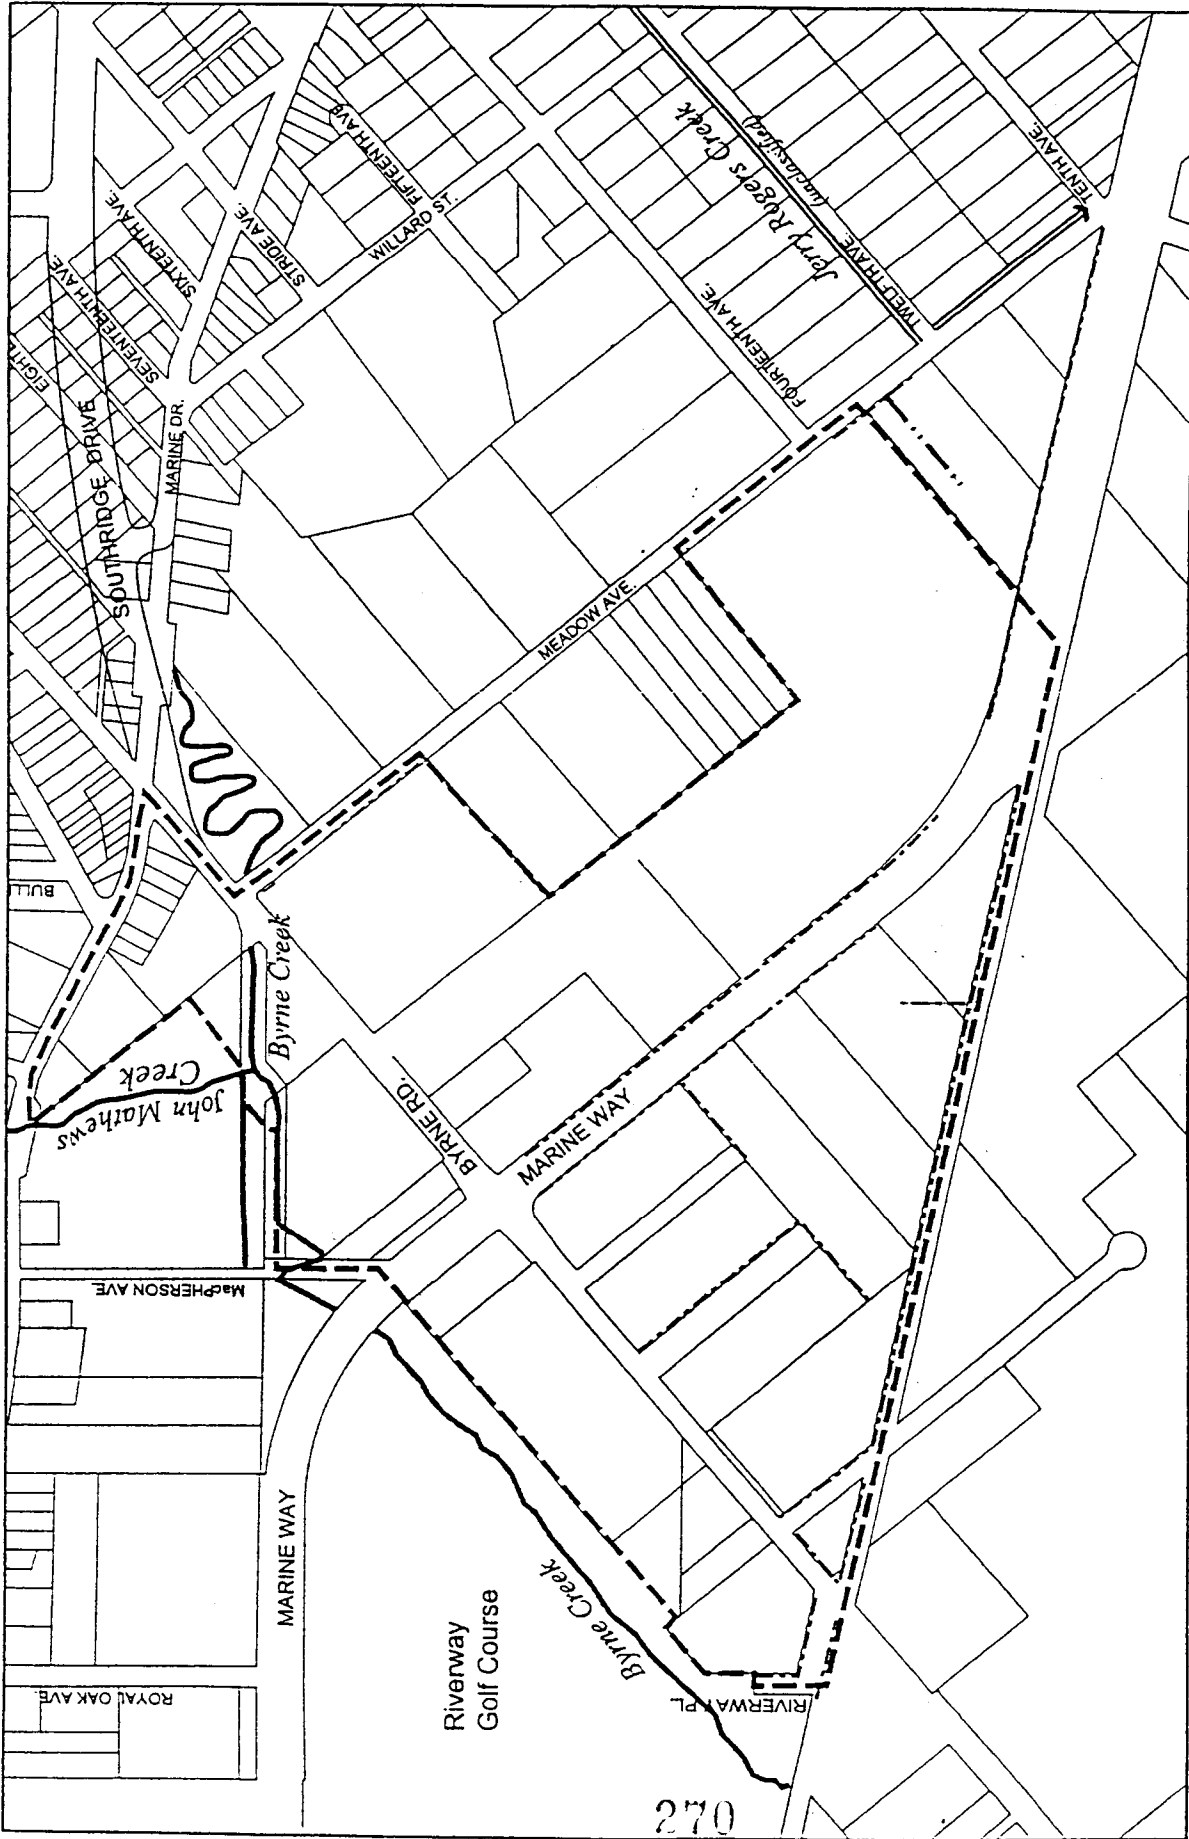 EIGHTE
SEVENTEENTH AVE.
SIXTEENTH AVE.
STRIDE AVE.
FIFTEENTH AVE
WILLARD ST.
SOUTHRIDGE DRIVE
MARINE DR.
Jerry Rogers Creek
(unclassified)
TWELFTH AVE.
TENTH AVE.
FOURTEENTH AVE.
MEADOW AVE.
BULL
Byrne Creek
John Mathews
Creek
BYRNE RD.
MARINE WAY
MacPHERSON AVE
MARINE WAY
ROYAL OAK AVE
Riverway
Golf Course
Byrne Creek
RIVERWAY PL.
270